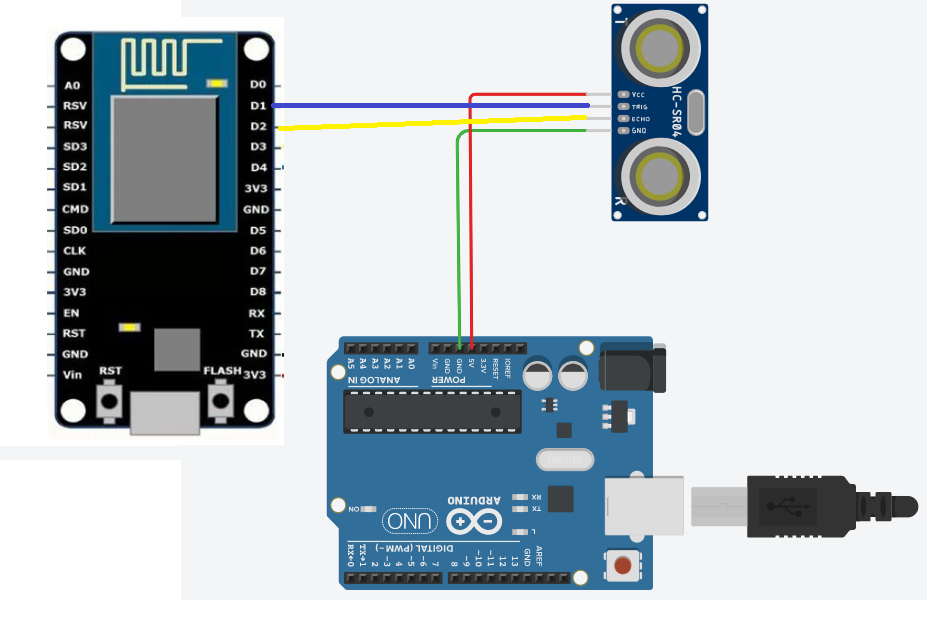 A0
RSV
RSV
SD3
SD2
SD1
CMD
SD0
CLK
GND
3V3
EN
RST
GND
Vin
D0
D1
D2
D3
D4
3V3
GND
D5
D6
D7
D8
RX
TX
GND
3V3
RST
FLASH
T
Vcc
TRIG
ECHO
GND
HC-SR04
R
A5
A4
A3
A2
A1
A0
ANALOG IN
Vin
GND
GND
5V
3.3V
RESET
IOREF
POWER
RX
TX
L
ON
ARDUINO
UNO
DIGITAL (PWM~)
RX←0
TX→1
2
~3
4
~5
~6
7
8
~9
~10
~11
12
13
GND
AREF